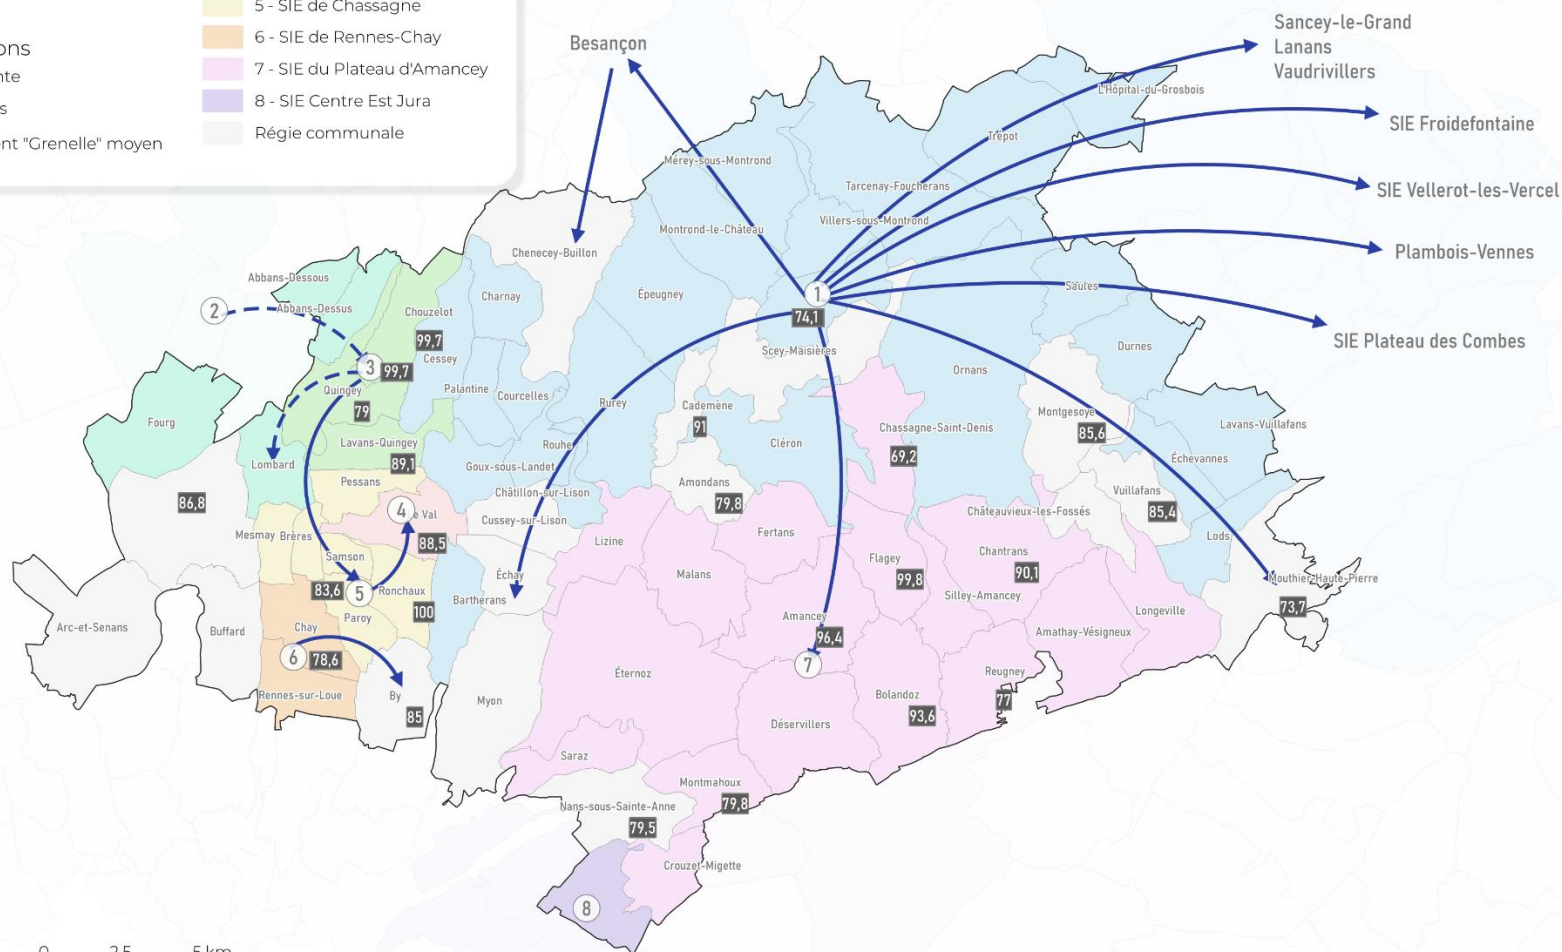 5 - SIE de Chassagne
6 - SIE de Rennes-Chay
7 - SIE du Plateau d'Amancey
8 - SIE Centre Est Jura
Régie communale
"Grenelle" moyen
Besançon
Sancey-le-Grand
Lanans
Vaudrivillers
SIE Froidefontaine
SIE Vellerot-les-Vercel
Plambois-Vennes
SIE Plateau des Combes
L'Hôpital-du-Grosbois
Trépot
Mérey-sous-Montrond
Tarcenay-Foucherans
Villers-sous-Montrond
Montrond-le-Château
Chenecey-Buillon
Abbans-Dessous
Abbans-Dessus
Charnay
Épeugney
1
74,1
Saules
2
Chouzelot
99,7
Cessey
3
99,7
Scey-Maisières
Durnes
Ornans
Quingey
79
Palantine
Courcelles
Rurey
Cademène
91
Montgesoye
85,6
Fourg
Lavans-Quingey
89,1
Rouhe
Cléron
Chassagne-Saint-Denis
69,2
Lavans-Vuillafans
Échevannes
Lombard
Goux-sous-Landet
Pessans
Châtillon-sur-Lison
Amondans
79,8
Vuillafans
85,4
86,8
4
Val
88,5
Cussey-sur-Lison
Châteauvieux-les-Fossés
Mesmay
Brères
Lizine
Fertans
Lods
Samson
Flagey
99,8
Chantrans
90,1
83,6
5
Ronchaux
100
Échay
Malans
Mouthier-Haute-Pierre
73,7
Bartherans
Silley-Amancey
Arc-et-Senans
Buffard
Chay
Paroy
Amancey
96,4
Longeville
Amathay-Vésigneux
6
78,6
7
Éternoz
Reugney
77
Rennes-sur-Loue
By
85
Myon
Bolandoz
93,6
Déservillers
Saraz
Montmahoux
79,8
Nans-sous-Sainte-Anne
79,5
Crouzet-Migette
8